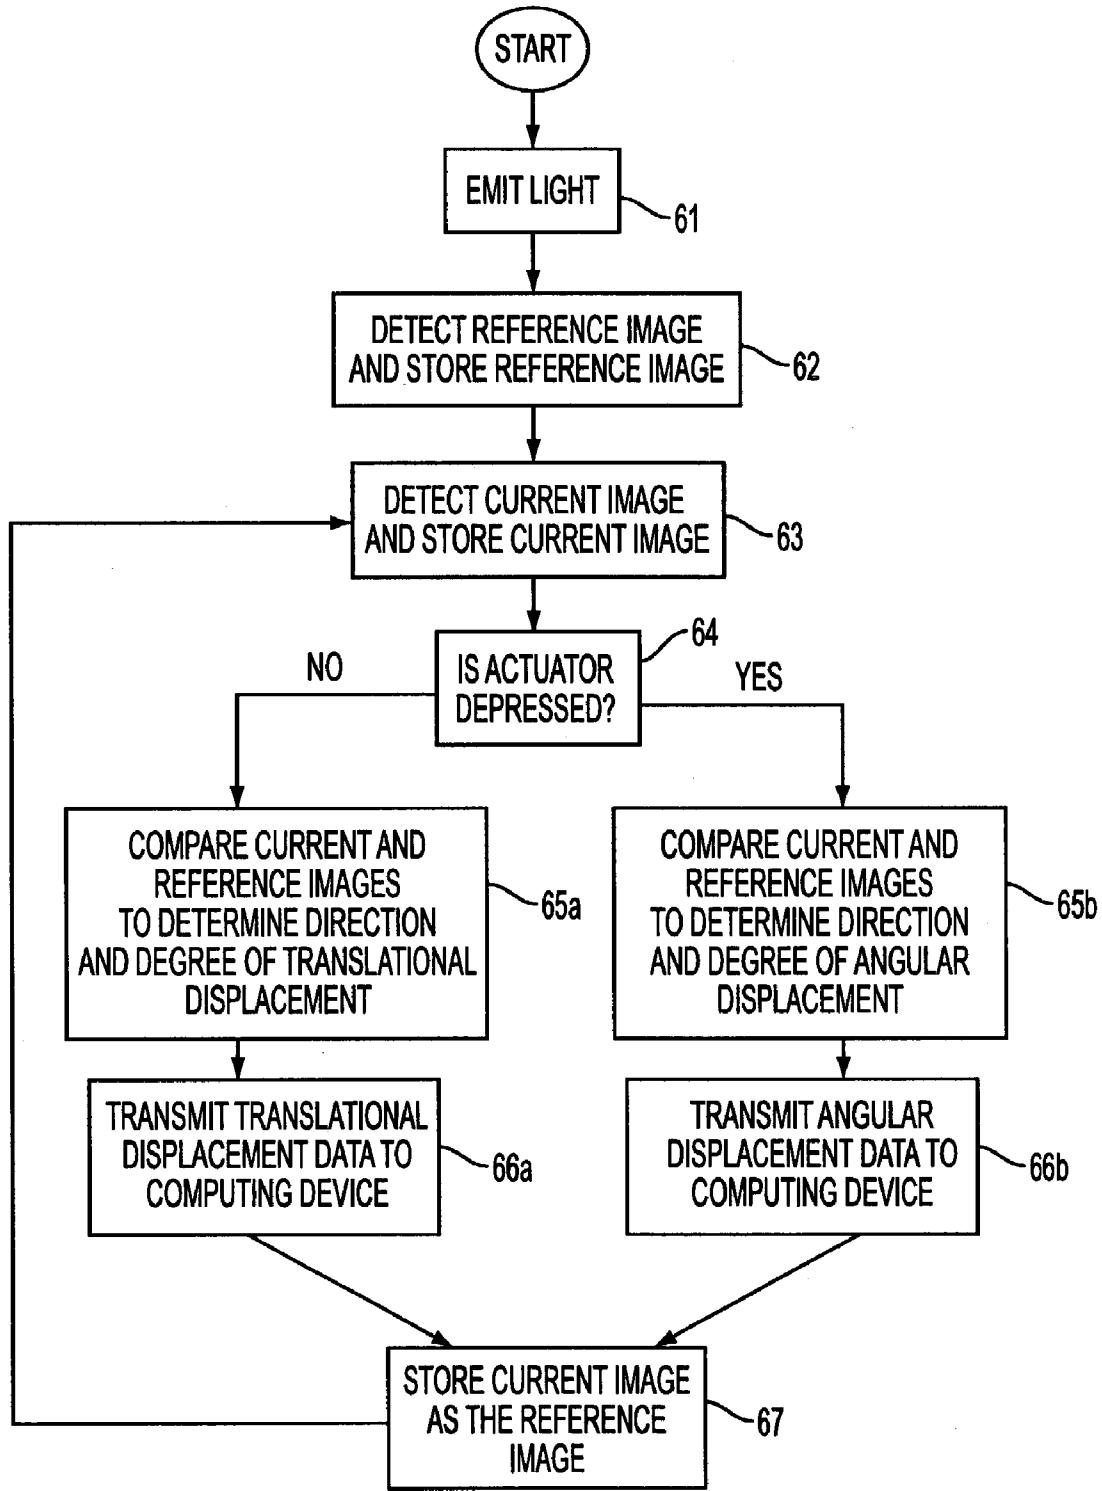 START
EMIT LIGHT
61
DETECT REFERENCE IMAGE
AND STORE REFERENCE IMAGE
62
DETECT CURRENT IMAGE
AND STORE CURRENT IMAGE
63
64
IS ACTUATOR
DEPRESSED?
NO
YES
COMPARE CURRENT AND
REFERENCE IMAGES
TO DETERMINE DIRECTION
AND DEGREE OF TRANSLATIONAL
DISPLACEMENT
65a
COMPARE CURRENT AND
REFERENCE IMAGES
TO DETERMINE DIRECTION
AND DEGREE OF ANGULAR
DISPLACEMENT
65b
TRANSMIT TRANSLATIONAL
DISPLACEMENT DATA TO
COMPUTING DEVICE
66a
TRANSMIT ANGULAR
DISPLACEMENT DATA TO
COMPUTING DEVICE
66b
STORE CURRENT IMAGE
AS THE REFERENCE
IMAGE
67